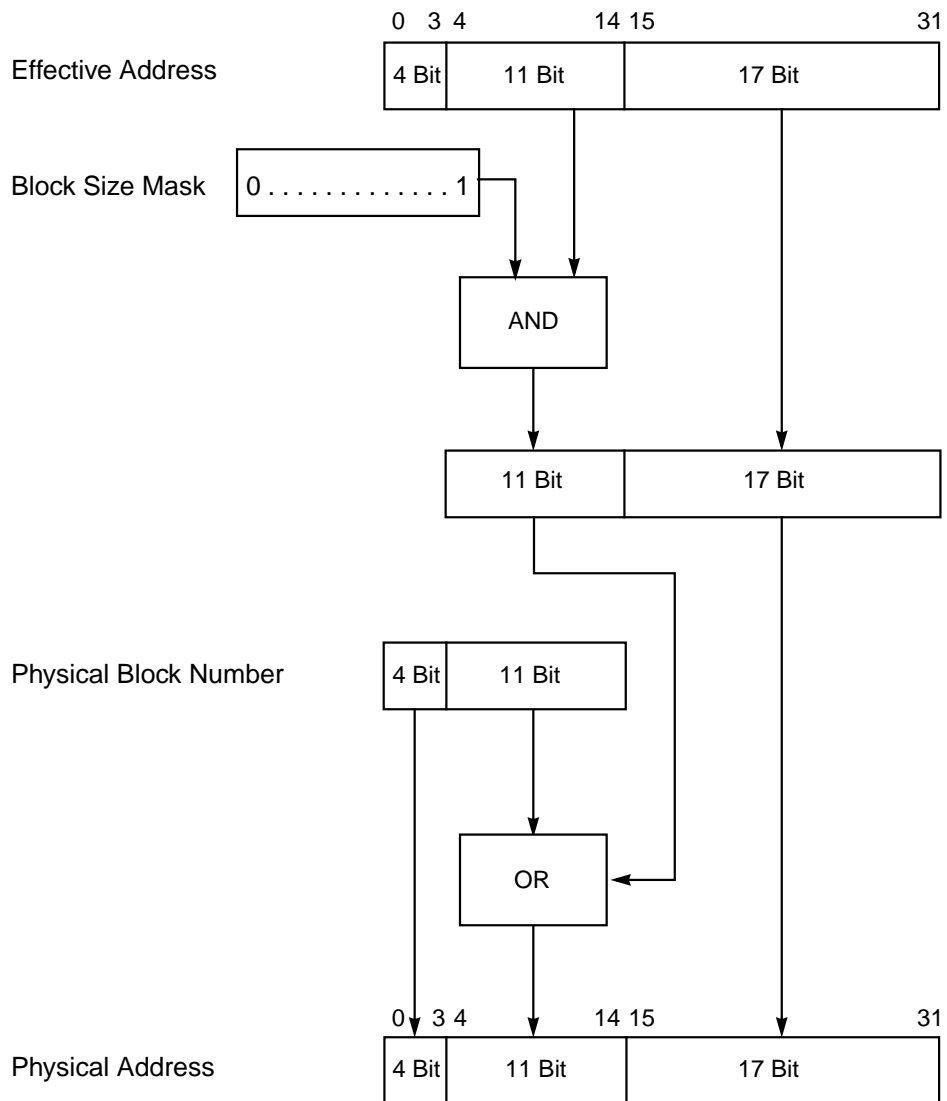 0 3 4 14 15 31
Effective Address 4 Bit 11 Bit 17 Bit
Block Size Mask 0 . . . . . . . . . . . . . 1
AND
11 Bit 17 Bit
Physical Block Number 4 Bit 11 Bit
OR
0 3 4 14 15 31
Physical Address 4 Bit 11 Bit 17 Bit